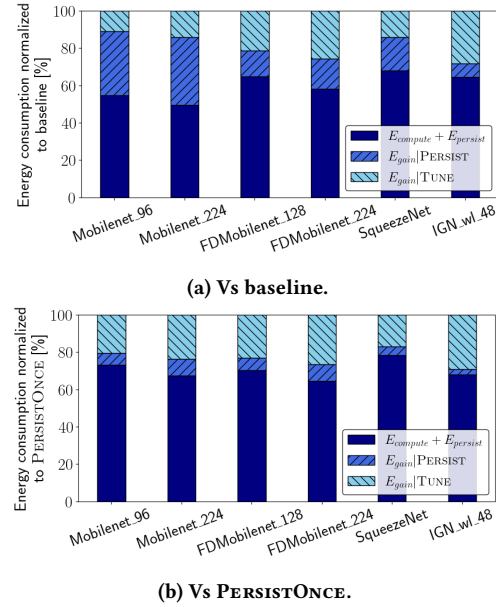 Energy consumption normalized
to baseline [%]
100
80
60
40
20
0
E_compute + E_persist
E_gain|PERSIST
E_gain|TUNE
Mobilenet_96
Mobilenet_224
FDMobilenet_128
FDMobilenet_224
SqueezeNet
IGN_wl_48
(a) Vs baseline.
Energy consumption normalized
to PERSISTONCE [%]
100
80
60
40
20
0
E_compute + E_persist
E_gain|PERSIST
E_gain|TUNE
Mobilenet_96
Mobilenet_224
FDMobilenet_128
FDMobilenet_224
SqueezeNet
IGN_wl_48
(b) Vs PERSISTONCE.